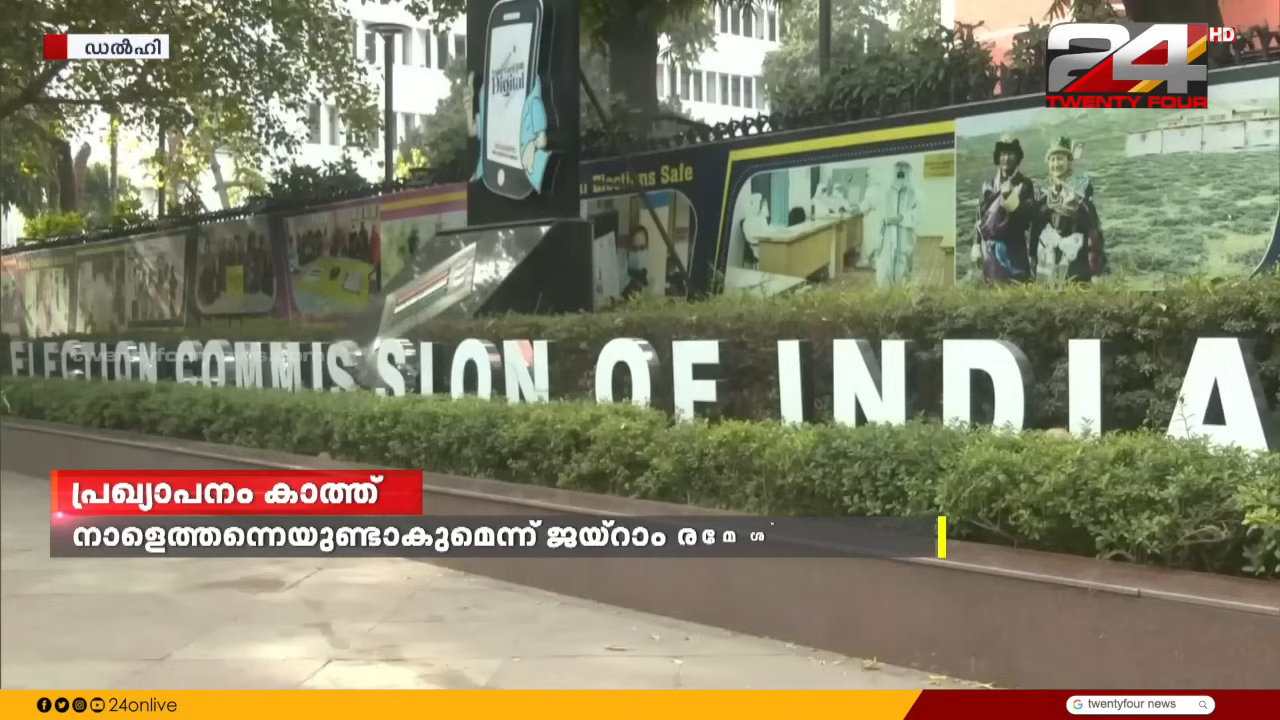 ഡൽഹി
24 HD
TWENTY FOUR
Digital
Elections Safe
ELECTION COMMISSION OF INDIA
പ്രഖ്യാപനം കാത്ത്
നാളെത്തന്നെയുണ്ടാകുമെന്ന് ജയ്റാം രമേശ
24onlive
twentyfour news